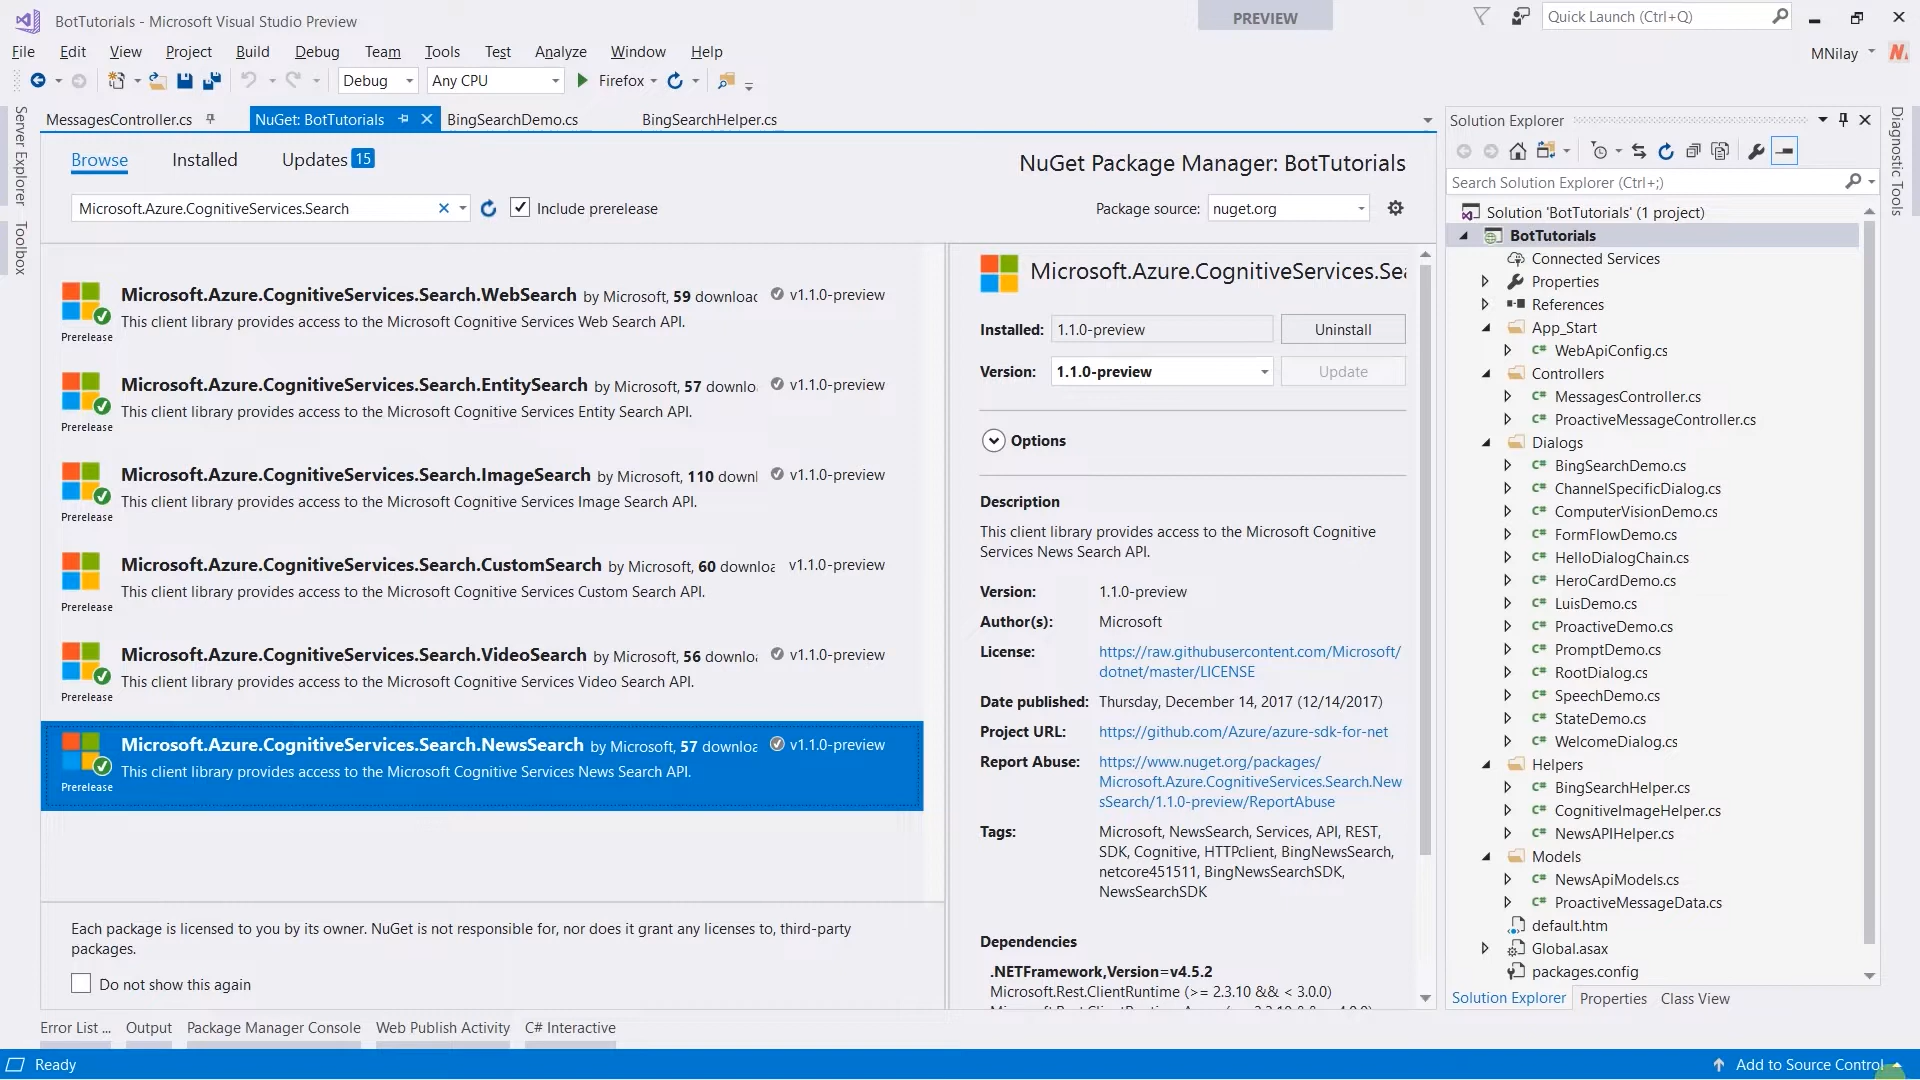 BotTutorials - Microsoft Visual Studio Preview
PREVIEW
Quick Launch (Ctrl+Q)
File Edit View Project Build Debug Team Tools Test Analyze Window Help
MNilay
Debug Any CPU Firefox
Server Explorer
Toolbox
MessagesController.cs NuGet: BotTutorials BingSearchDemo.cs BingSearchHelper.cs
Browse Installed Updates 15
NuGet Package Manager: BotTutorials
Microsoft.Azure.CognitiveServices.Search Include prerelease
Package source: nuget.org
Microsoft.Azure.CognitiveServices.Search.WebSearch by Microsoft, 59 v1.1.0-preview
This client library provides access to the Microsoft Cognitive Services Web Search API.
Prerelease
Microsoft.Azure.CognitiveServices.Search.EntitySearch by Microsoft, 57 downlo v1.1.0-preview
This client library provides access to the Microsoft Cognitive Services Entity Search API.
Prerelease
Microsoft.Azure.CognitiveServices.Search.ImageSearch by Microsoft, 110 downl v1.1.0-preview
This client library provides access to the Microsoft Cognitive Services Image Search API.
Prerelease
Microsoft.Azure.CognitiveServices.Search.CustomSearch by Microsoft, 60 v1.1.0-preview
This client library provides access to the Microsoft Cognitive Services Custom Search API.
Prerelease
Microsoft.Azure.CognitiveServices.Search.VideoSearch by Microsoft, 56 downlo v1.1.0-preview
This client library provides access to the Microsoft Cognitive Services Video Search API.
Prerelease
Microsoft.Azure.CognitiveServices.Search.NewsSearch by Microsoft, 57 v1.1.0-preview
This client library provides access to the Microsoft Cognitive Services News Search API.
Prerelease
Each package is licensed to you by its owner. NuGet is not responsible for, nor does it grant any licenses to, third-party
packages.
Do not show this again
Microsoft.Azure.CognitiveServices.Sea
Installed: 1.1.0-preview Uninstall
Version: 1.1.0-preview Update
Options
Description
This client library provides access to the Microsoft Cognitive
Services News Search API.
Version: 1.1.0-preview
Author(s): Microsoft
License: https://raw.githubusercontent.com/Microsoft/
dotnet/master/LICENSE
Date published: Thursday, December 14, 2017 (12/14/2017)
Project URL: https://github.com/Azure/azure-sdk-for-net
Report Abuse: https://www.nuget.org/packages/
Microsoft.Azure.CognitiveServices.Search.New
sSearch/1.1.0-preview/ReportAbuse
Tags: Microsoft, NewsSearch, Services, API, REST,
SDK, Cognitive, HTTPclient, BingNewsSearch,
netcore451511, BingNewsSearchSDK,
NewsSearchSDK
Dependencies
.NETFramework,Version=v4.5.2
Microsoft.Rest.ClientRuntime (>= 2.3.10 && < 3.0.0)
Solution Explorer
Search Solution Explorer (Ctrl+;)
Solution 'BotTutorials' (1 project)
BotTutorials
Connected Services
Properties
References
App_Start
C# WebApiConfig.cs
Controllers
C# MessagesController.cs
C# ProactiveMessageController.cs
Dialogs
C# BingSearchDemo.cs
C# ChannelSpecificDialog.cs
C# ComputerVisionDemo.cs
C# FormFlowDemo.cs
C# HelloDialogChain.cs
C# HeroCardDemo.cs
C# LuisDemo.cs
C# ProactiveDemo.cs
C# PromptDemo.cs
C# RootDialog.cs
C# SpeechDemo.cs
C# StateDemo.cs
C# WelcomeDialog.cs
Helpers
C# BingSearchHelper.cs
C# CognitiveImageHelper.cs
C# NewsAPIHelper.cs
Models
C# NewsApiModels.cs
C# ProactiveMessageData.cs
default.htm
Global.asax
packages.config
Solution Explorer Properties Class View
Diagnostic Tools
Error List ... Output Package Manager Console Web Publish Activity C# Interactive
Ready
Add to Source Control